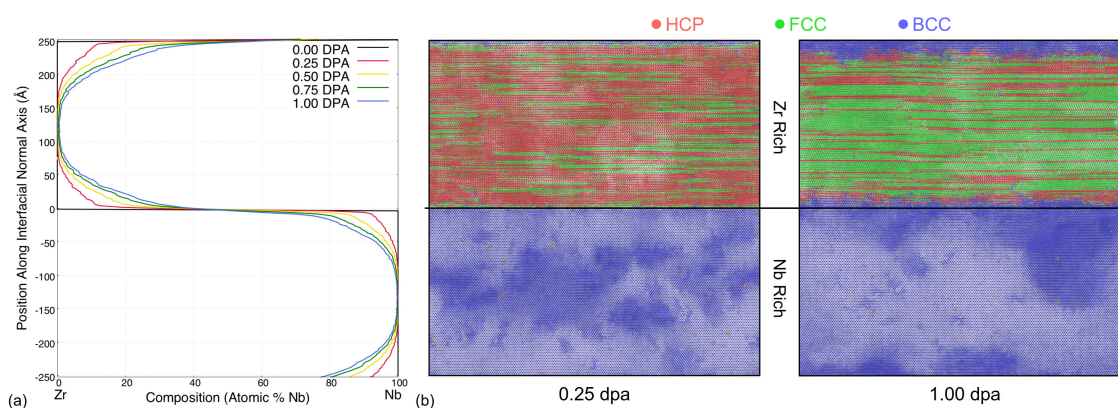 HCP FCC BCC
250
200
150
100
50
0
-50
-100
-150
-200
-250
Position Along Interfacial Normal Axis (Å)
0.00 DPA
0.25 DPA
0.50 DPA
0.75 DPA
1.00 DPA
0 20 40 60 80 100
Zr Composition (Atomic % Nb) Nb
(a)
Zr Rich
Nb Rich
(b) 0.25 dpa 1.00 dpa